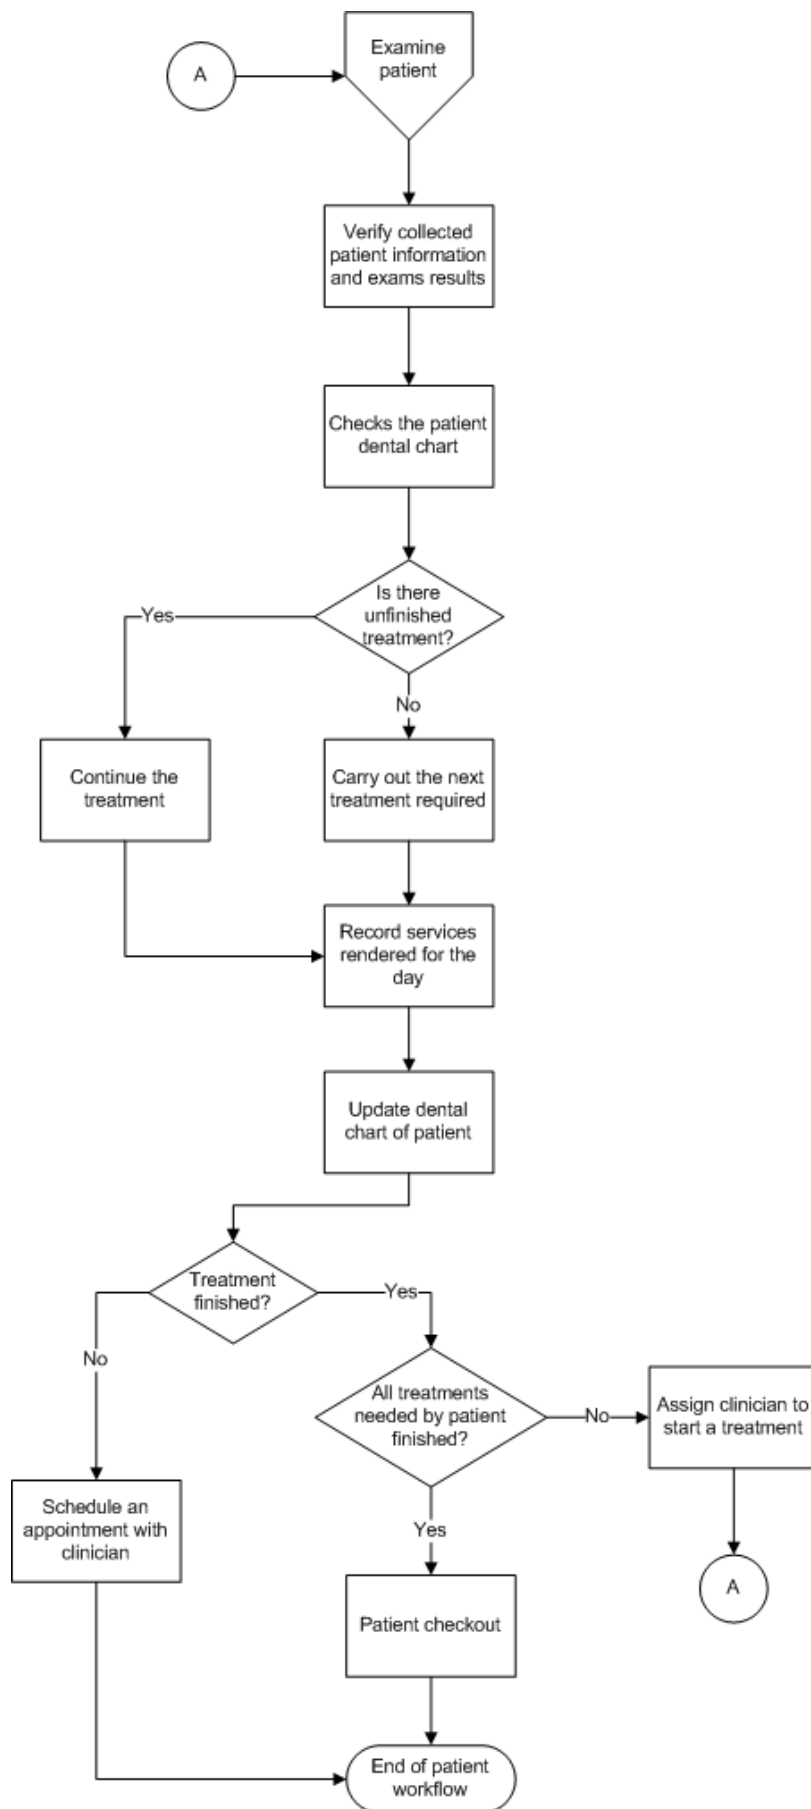 A
Examine
patient
Verify collected
patient information
and exams results
Checks the patient
dental chart
Is there
unfinished
treatment?
Yes
No
Continue the
treatment
Carry out the next
treatment required
Record services
rendered for the
day
Update dental
chart of patient
Treatment
finished?
Yes
No
All treatments
needed by patient
finished?
No
Assign clinician to
start a treatment
Schedule an
appointment with
clinician
Yes
A
Patient checkout
End of patient
workflow